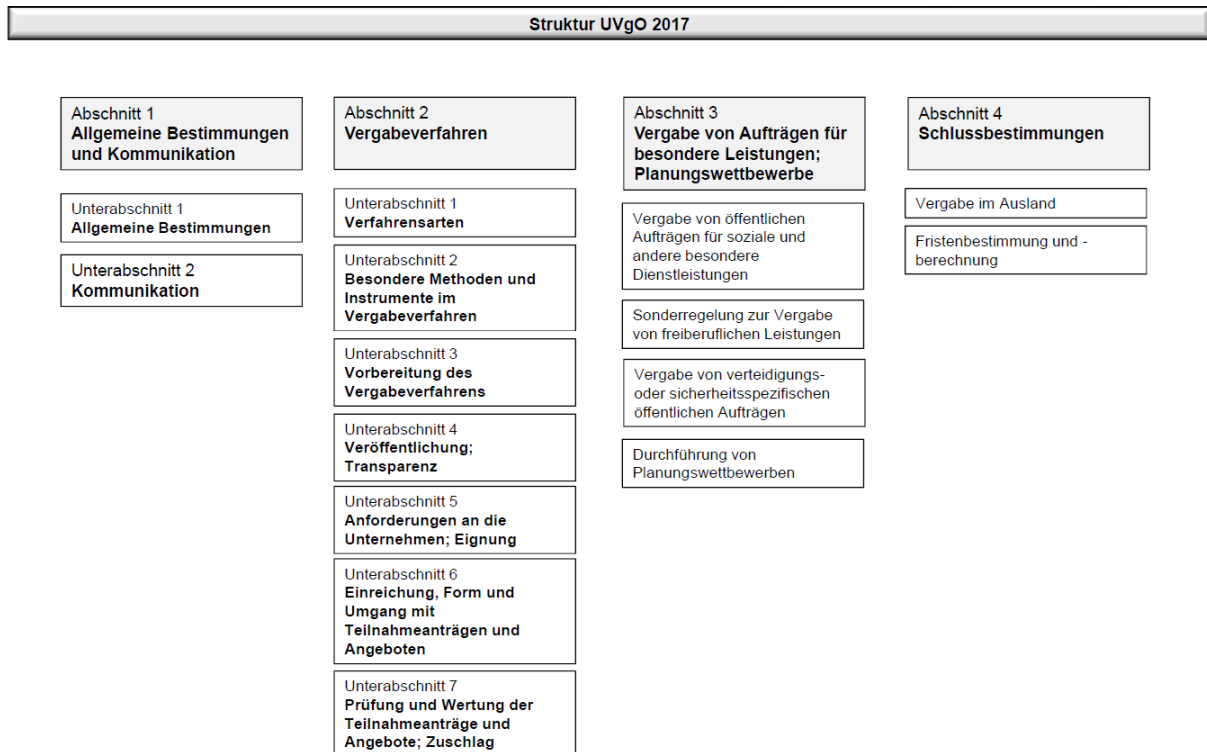 Struktur UVgO 2017
Abschnitt 1
Allgemeine Bestimmungen
und Kommunikation
Unterabschnitt 1
Allgemeine Bestimmungen
Unterabschnitt 2
Kommunikation
Abschnitt 2
Vergabeverfahren
Unterabschnitt 1
Verfahrensarten
Unterabschnitt 2
Besondere Methoden und
Instrumente im
Vergabeverfahren
Unterabschnitt 3
Vorbereitung des
Vergabeverfahrens
Unterabschnitt 4
Veröffentlichung;
Transparenz
Unterabschnitt 5
Anforderungen an die
Unternehmen; Eignung
Unterabschnitt 6
Einreichung, Form und
Umgang mit
Teilnahmeanträgen und
Angeboten
Unterabschnitt 7
Prüfung und Wertung der
Teilnahmeanträge und
Angebote; Zuschlag
Abschnitt 3
Vergabe von Aufträgen für
besondere Leistungen;
Planungswettbewerbe
Vergabe von öffentlichen
Aufträgen für soziale und
andere besondere
Dienstleistungen
Sonderregelung zur Vergabe
von freiberuflichen Leistungen
Vergabe von verteidigungs-
oder sicherheitsspezifischen
öffentlichen Aufträgen
Durchführung von
Planungswettbewerben
Abschnitt 4
Schlussbestimmungen
Vergabe im Ausland
Fristenbestimmung und -
berechnung